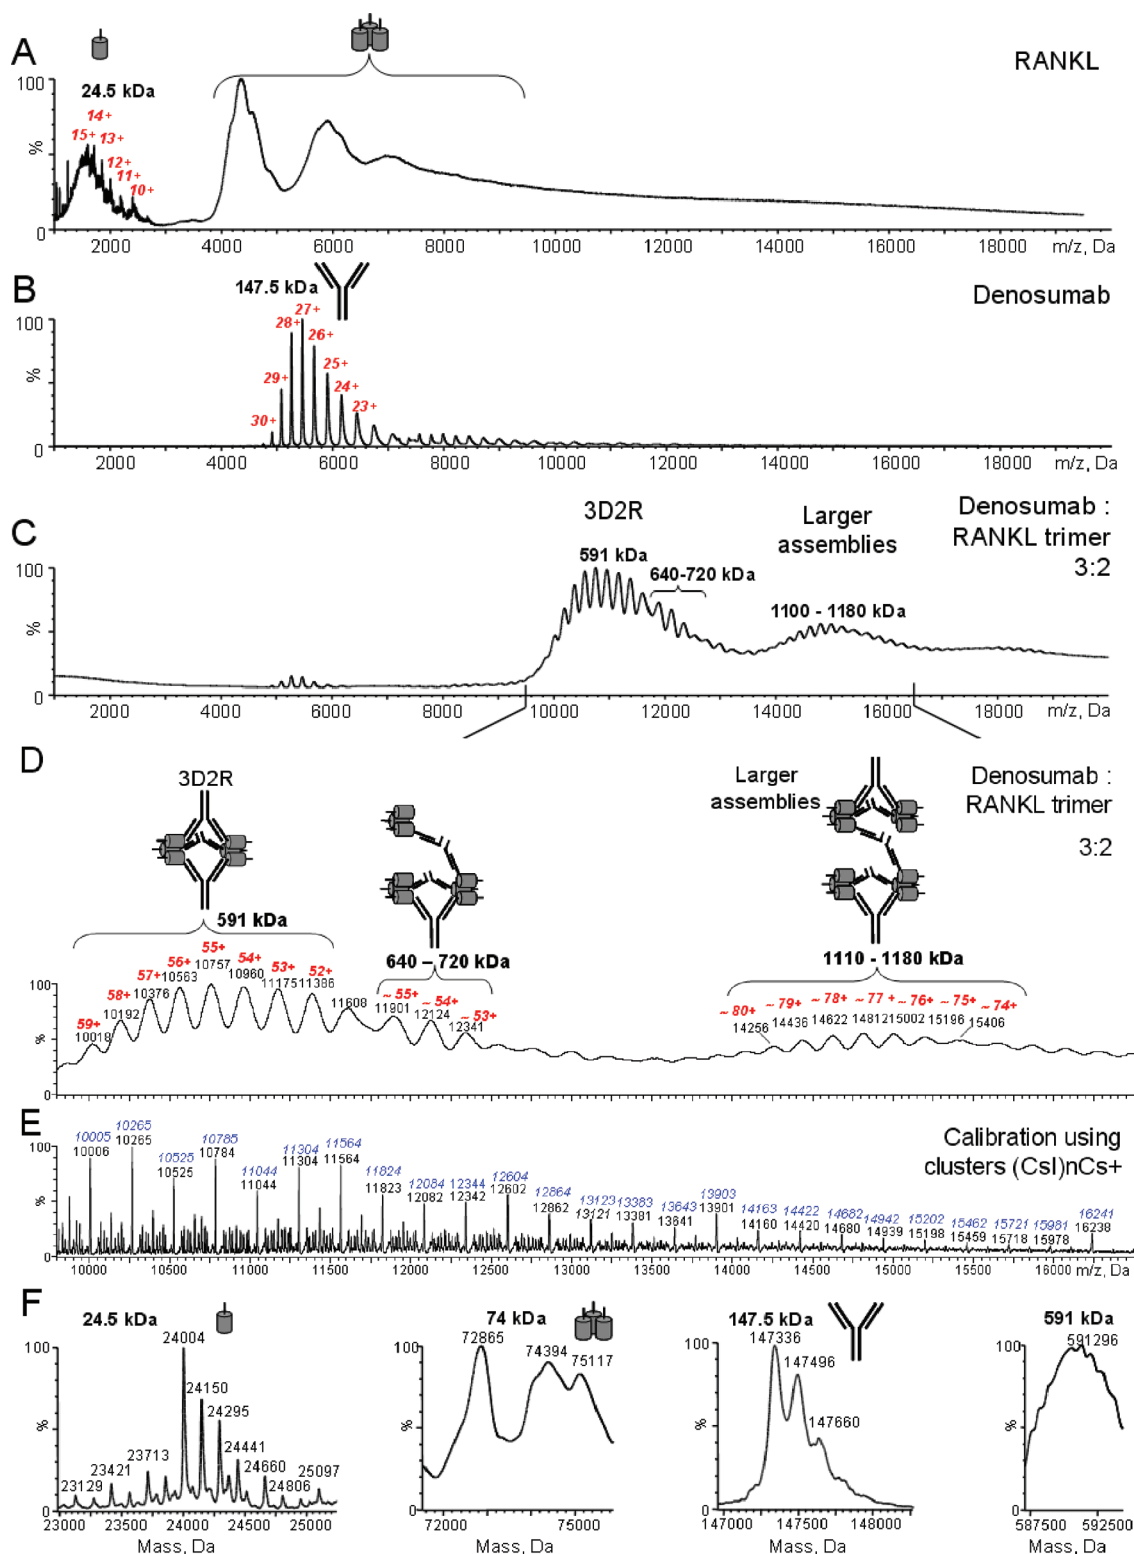 A
RANKL
24.5 kDa
15+ 14+ 13+ 12+ 11+ 10+
100
%
0
2000 4000 6000 8000 10000 12000 14000 16000 18000 m/z, Da
B
Denosumab
147.5 kDa
30+ 29+ 28+ 27+ 26+ 25+ 24+ 23+
100
%
0
2000 4000 6000 8000 10000 12000 14000 16000 18000 m/z, Da
C
3D2R
Larger
assemblies
Denosumab :
RANKL trimer
3:2
591 kDa
640-720 kDa
1100 - 1180 kDa
100
%
0
2000 4000 6000 8000 10000 12000 14000 16000 18000 m/z, Da
D
3D2R
Larger
assemblies
Denosumab :
RANKL trimer
3:2
591 kDa
640 – 720 kDa
1110 - 1180 kDa
59+ 58+ 57+ 56+ 55+ 54+ 53+ 52+ ~ 55+ ~ 54+ ~ 53+ ~ 80+ ~ 79+ ~ 78+ ~ 77 + ~ 76+ ~ 75+ ~ 74+
10018 10192 10376 10563 10757 10960 11175 11386 11608 11901 12124 12341 14256 14436 14622 14812 15002 15196 15406
100
%
0
E
Calibration using
clusters (CsI)nCs+
10005 10265 10525 10785 11044 11304 11564 11824 12084 12344 12604 12864 13123 13383 13643 13903 14163 14422 14682 14942 15202 15462 15721 15981 16241
10006 10265 10525 10784 11044 11304 11564 11823 12082 12342 12602 12862 13121 13381 13641 13901 14160 14420 14680 14939 15198 15459 15718 15978 16238
100
%
0
10000 10500 11000 11500 12000 12500 13000 13500 14000 14500 15000 15500 16000 m/z, Da
F
24.5 kDa
100
%
0
23129 23421 23713 24004 24150 24295 24441 24660 24806 25097
23000 23500 24000 24500 25000
Mass, Da
74 kDa
100
%
0
72865 74394 75117
72000 75000
Mass, Da
147.5 kDa
100
%
0
147336 147496 147660
147000 147500 148000
Mass, Da
591 kDa
591296
100
%
0
587500 592500
Mass, Da